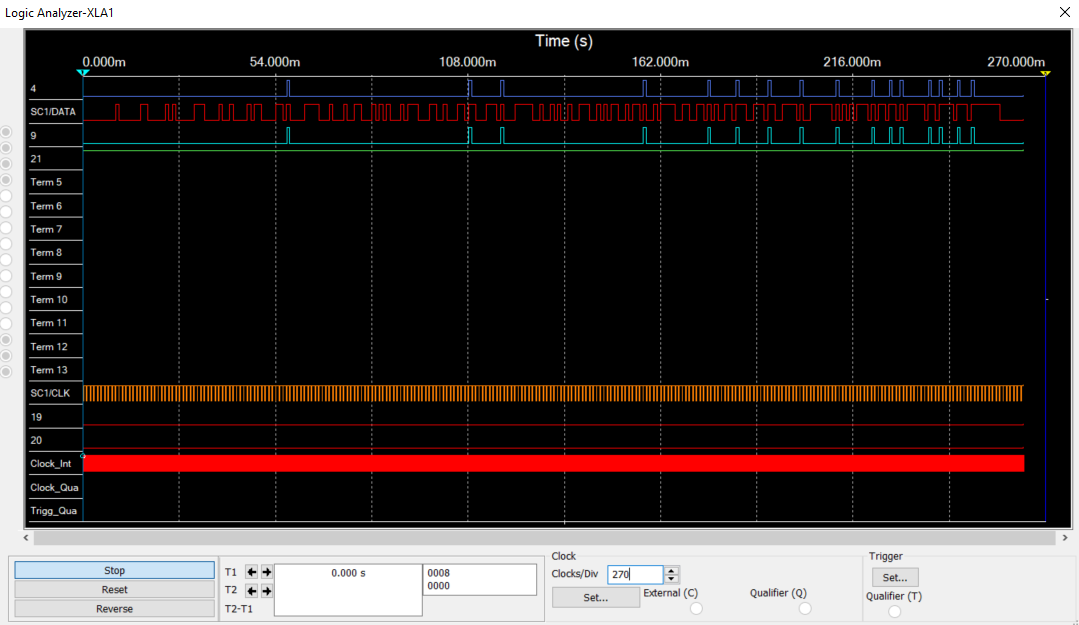 Logic Analyzer-XLA1
Time (s)
0.000m 54.000m 108.000m 162.000m 216.000m 270.000m
4
SC1/DATA
9
21
Term 5
Term 6
Term 7
Term 8
Term 9
Term 10
Term 11
Term 12
Term 13
SC1/CLK
19
20
Clock_Int
Clock_Qua
Trigg_Qua
Stop
Reset
Reverse
T1
T2
T2-T1
0.000 s
0008
0000
Clock
Clocks/Div 270
Set... External (C) Qualifier (Q)
Trigger
Set...
Qualifier (T)